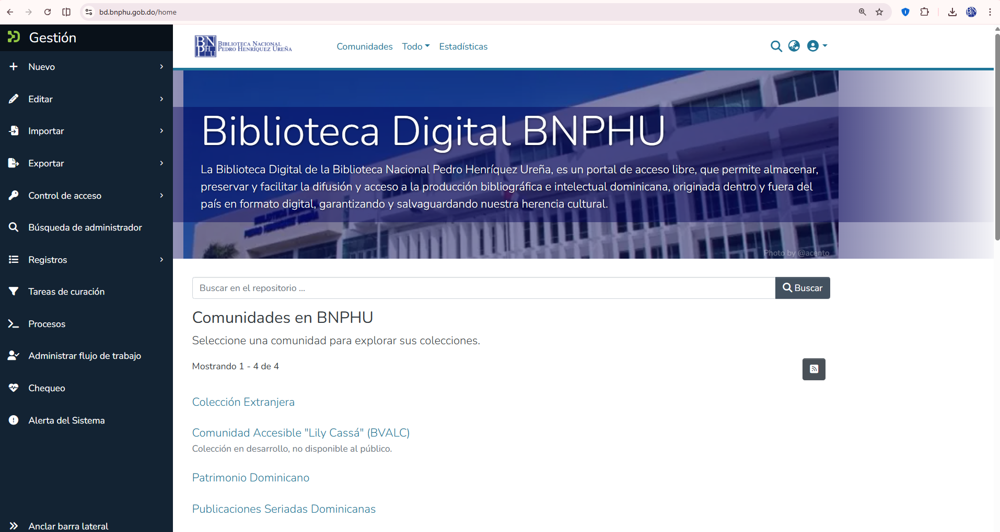 bd.bnphu.gob.do/home
Gestión
Nuevo
Editar
Importar
Exportar
Control de acceso
Búsqueda de administrador
Registros
Tareas de curación
Procesos
Administrar flujo de trabajo
Chequeo
Alerta del Sistema
Anclar barra lateral
BNPHU
BIBLIOTECA NACIONAL
PEDRO HENRÍQUEZ UREÑA
Comunidades Todo Estadísticas
Biblioteca Digital BNPHU
La Biblioteca Digital de la Biblioteca Nacional Pedro Henríquez Ureña, es un portal de acceso libre, que permite almacenar,
preservar y facilitar la difusión y acceso a la producción bibliográfica e intelectual dominicana, originada dentro y fuera del
país en formato digital, garantizando y salvaguardando nuestra herencia cultural.
BIBLIOTECA NACIONAL
PEDRO HENRÍQUEZ UREÑA
Photo by @acento
Buscar en el repositorio ...
Buscar
Comunidades en BNPHU
Seleccione una comunidad para explorar sus colecciones.
Mostrando 1 - 4 de 4
Colección Extranjera
Comunidad Accesible "Lily Cassá" (BVALC)
Colección en desarrollo, no disponible al público.
Patrimonio Dominicano
Publicaciones Seriadas Dominicanas